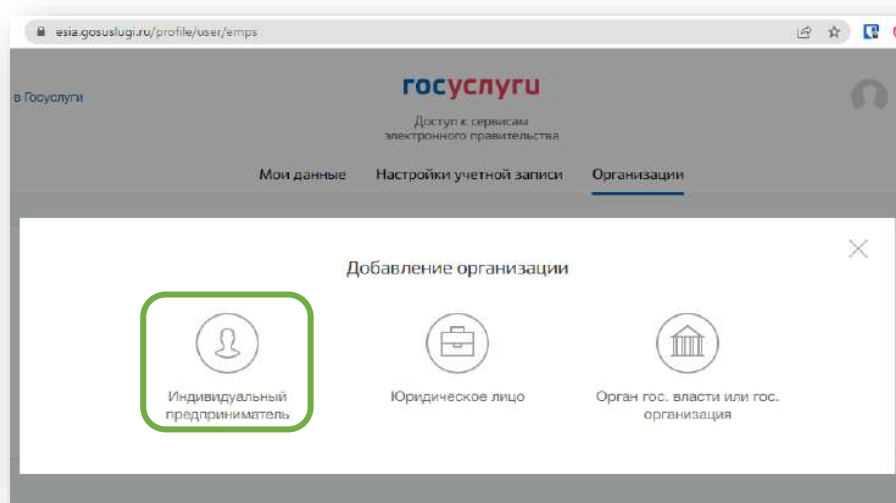 esia.gosuslugi.ru/profile/user/emps
в Госуслуги
госуслуги
Доступ к сервисам
электронного правительства
Мои данные Настройки учетной записи Организации
Добавление организации
Индивидуальный
предприниматель
Юридическое лицо
Орган гос. власти или гос.
организация